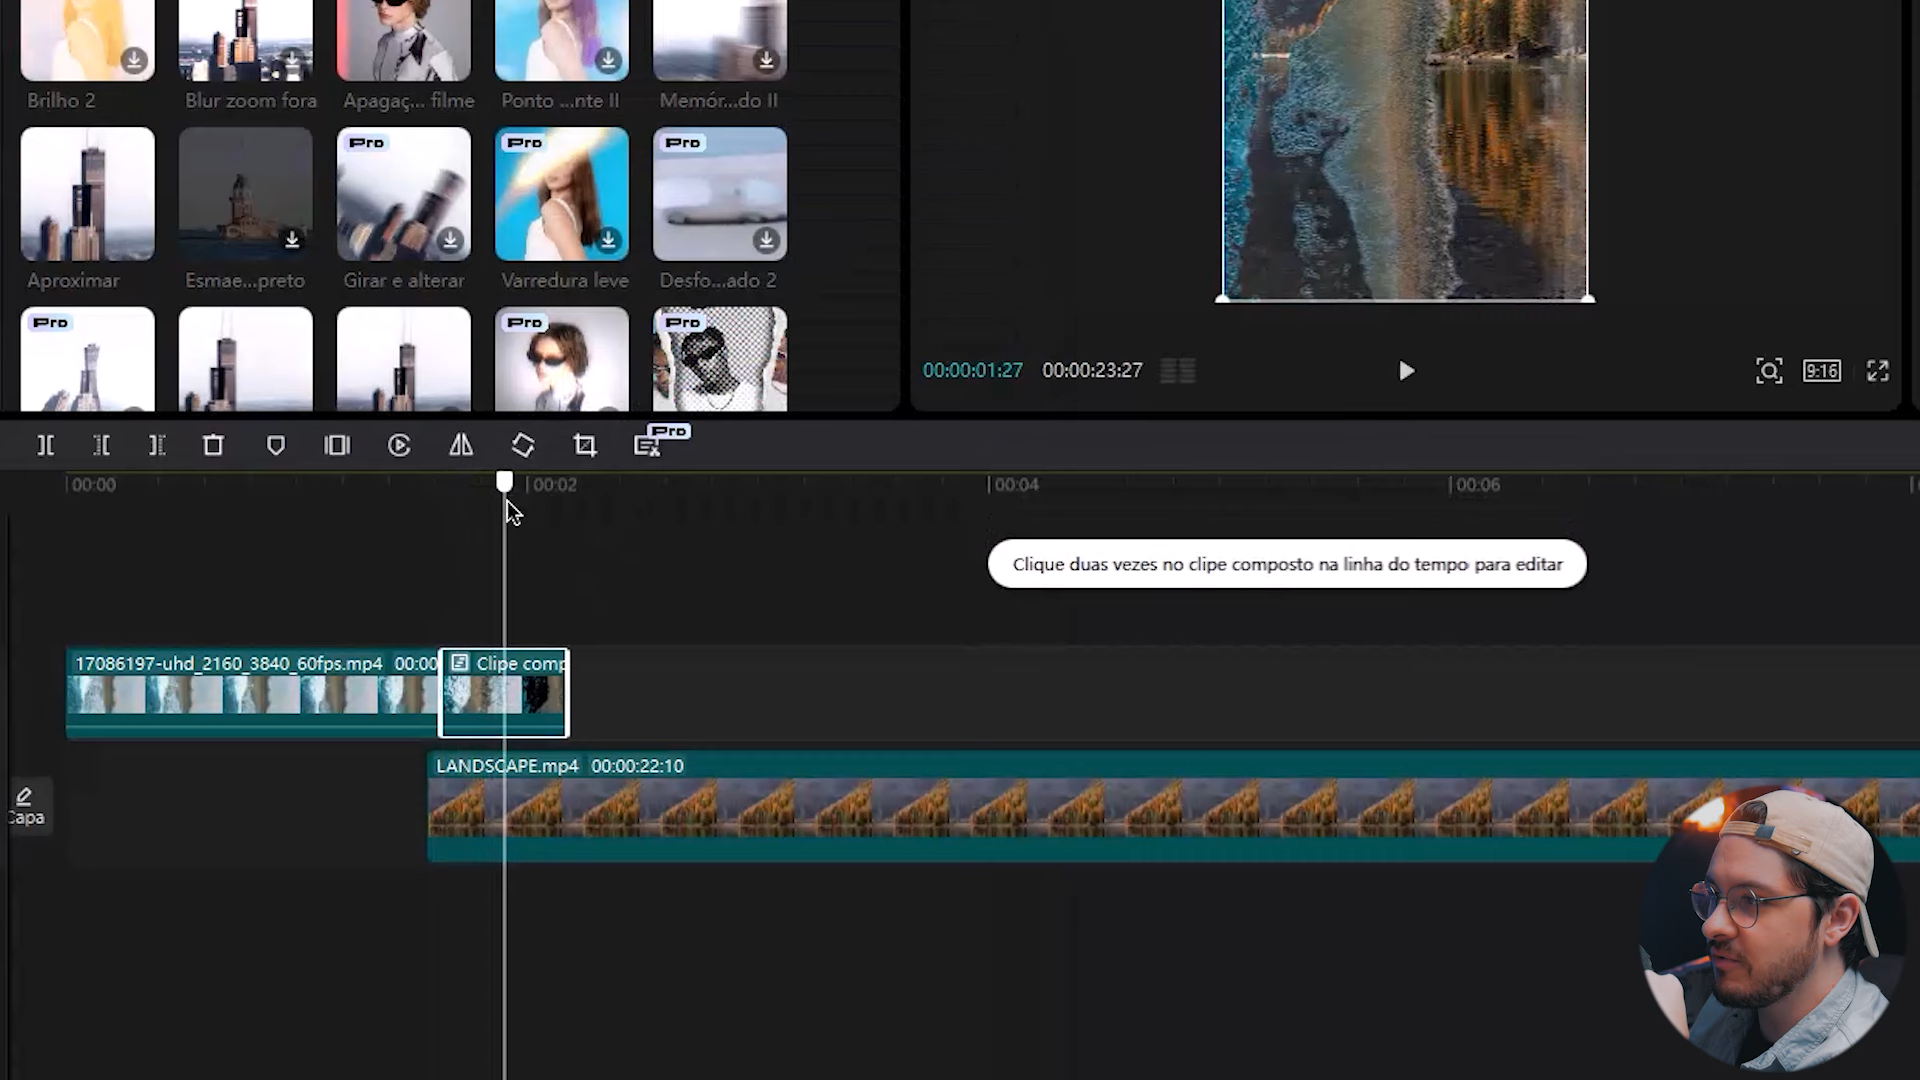 Brilho 2
Blur zoom fora
Apagaç... filme
Ponto ...nte II
Memór...do II
Pro
Pro
Pro
Aproximar
Esmae...preto
Girar e alterar
Varredura leve
Desfo...ado 2
Pro
Pro
Pro
00:00:01:27
00:00:23:27
9:16
Pro
00:00
00:02
00:04
00:06
Clique duas vezes no clipe composto na linha do tempo para editar
17086197-uhd_2160_3840_60fps.mp4 00:00
Clipe comp
LANDSCAPE.mp4 00:00:22:10
Capa